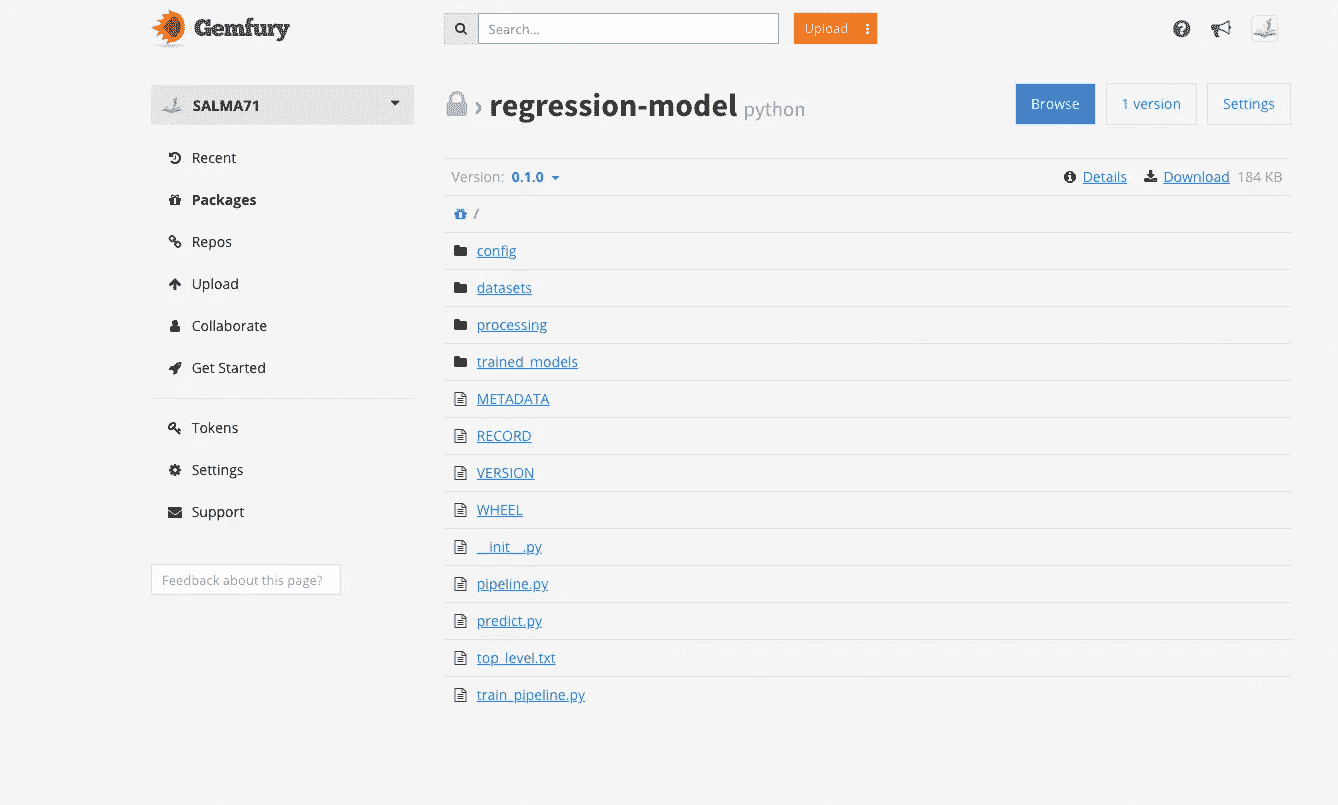 Gemfury
Search...
Upload
SALMA71
Recent
Packages
Repos
Upload
Collaborate
Get Started
Tokens
Settings
Support
Feedback about this page?
› regression-model python
Browse
1 version
Settings
Version: 0.1.0
Details
Download 184 KB
/
config
datasets
processing
trained_models
METADATA
RECORD
VERSION
WHEEL
__init__.py
pipeline.py
predict.py
top_level.txt
train_pipeline.py